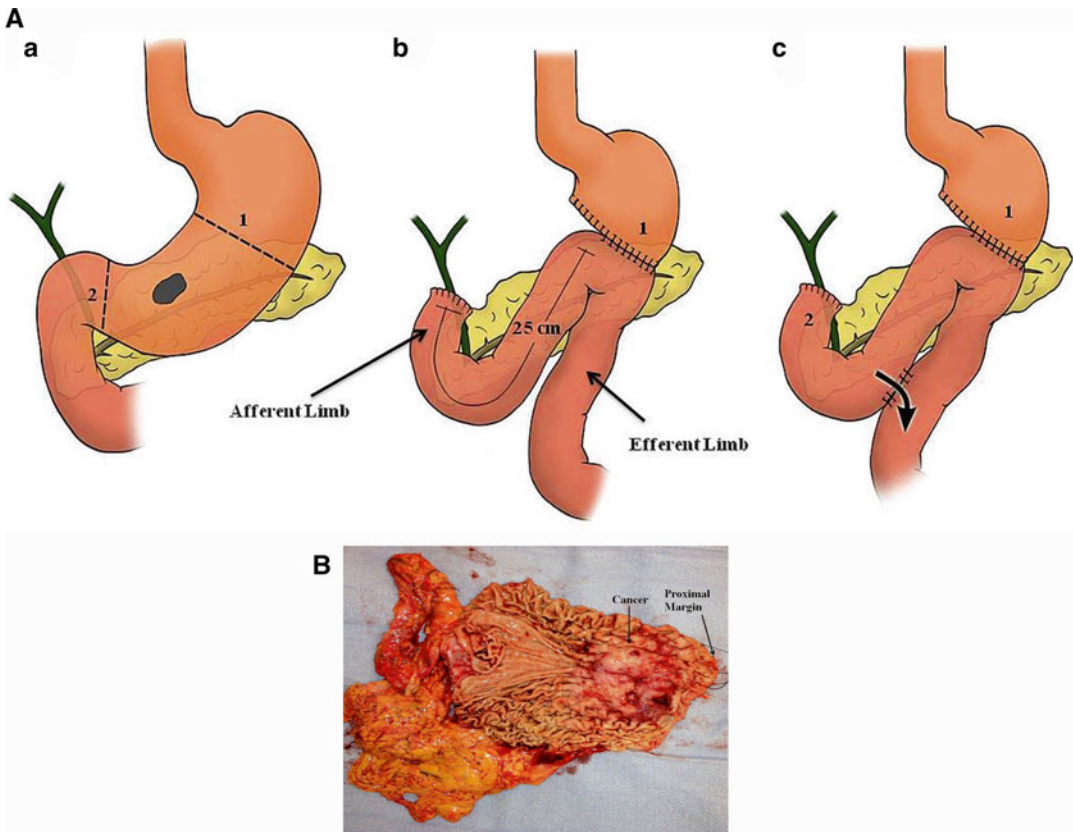 A
a
b
c
1
2
1
25 cm
Afferent Limb
Efferent Limb
1
2
B
Cancer
Proximal
Margin